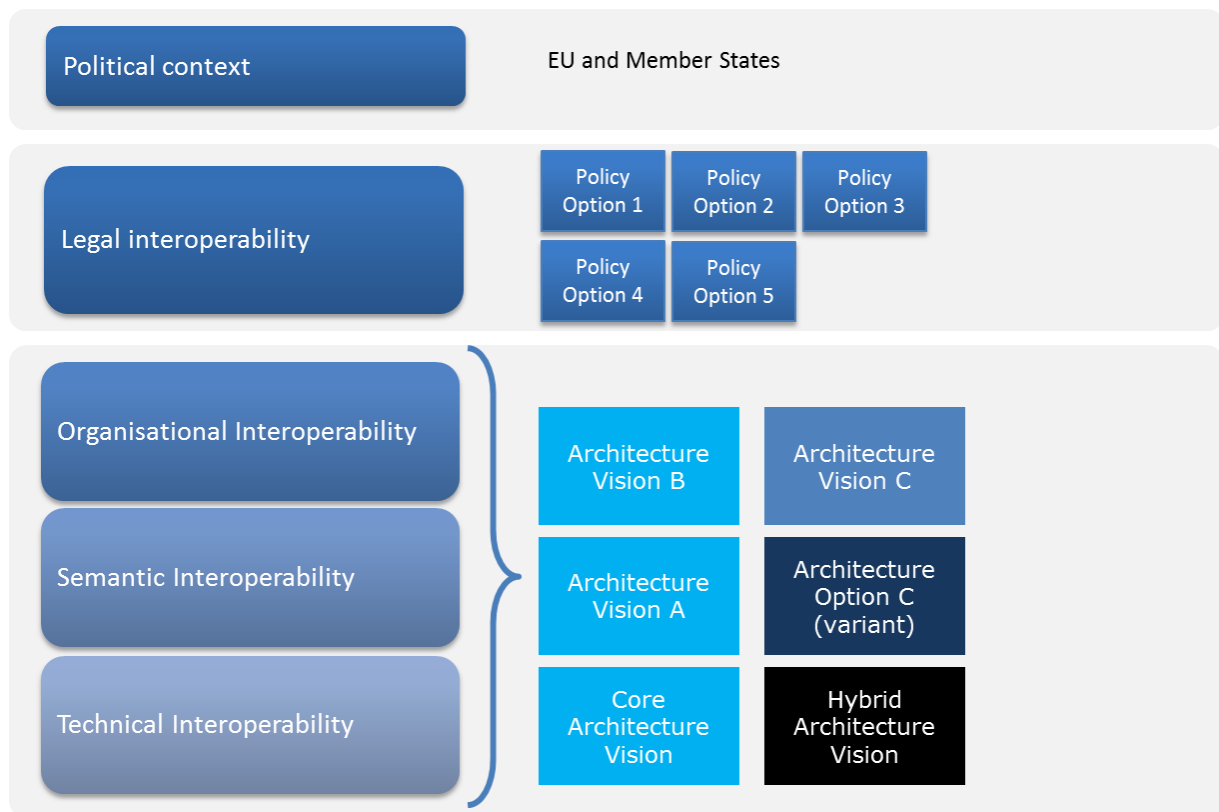 Political context
EU and Member States
Legal interoperability
Policy
Option 1
Policy
Option 2
Policy
Option 3
Policy
Option 4
Policy
Option 5
Organisational Interoperability
Semantic Interoperability
Technical Interoperability
Architecture
Vision B
Architecture
Vision C
Architecture
Vision A
Architecture
Option C
(variant)
Core
Architecture
Vision
Hybrid
Architecture
Vision